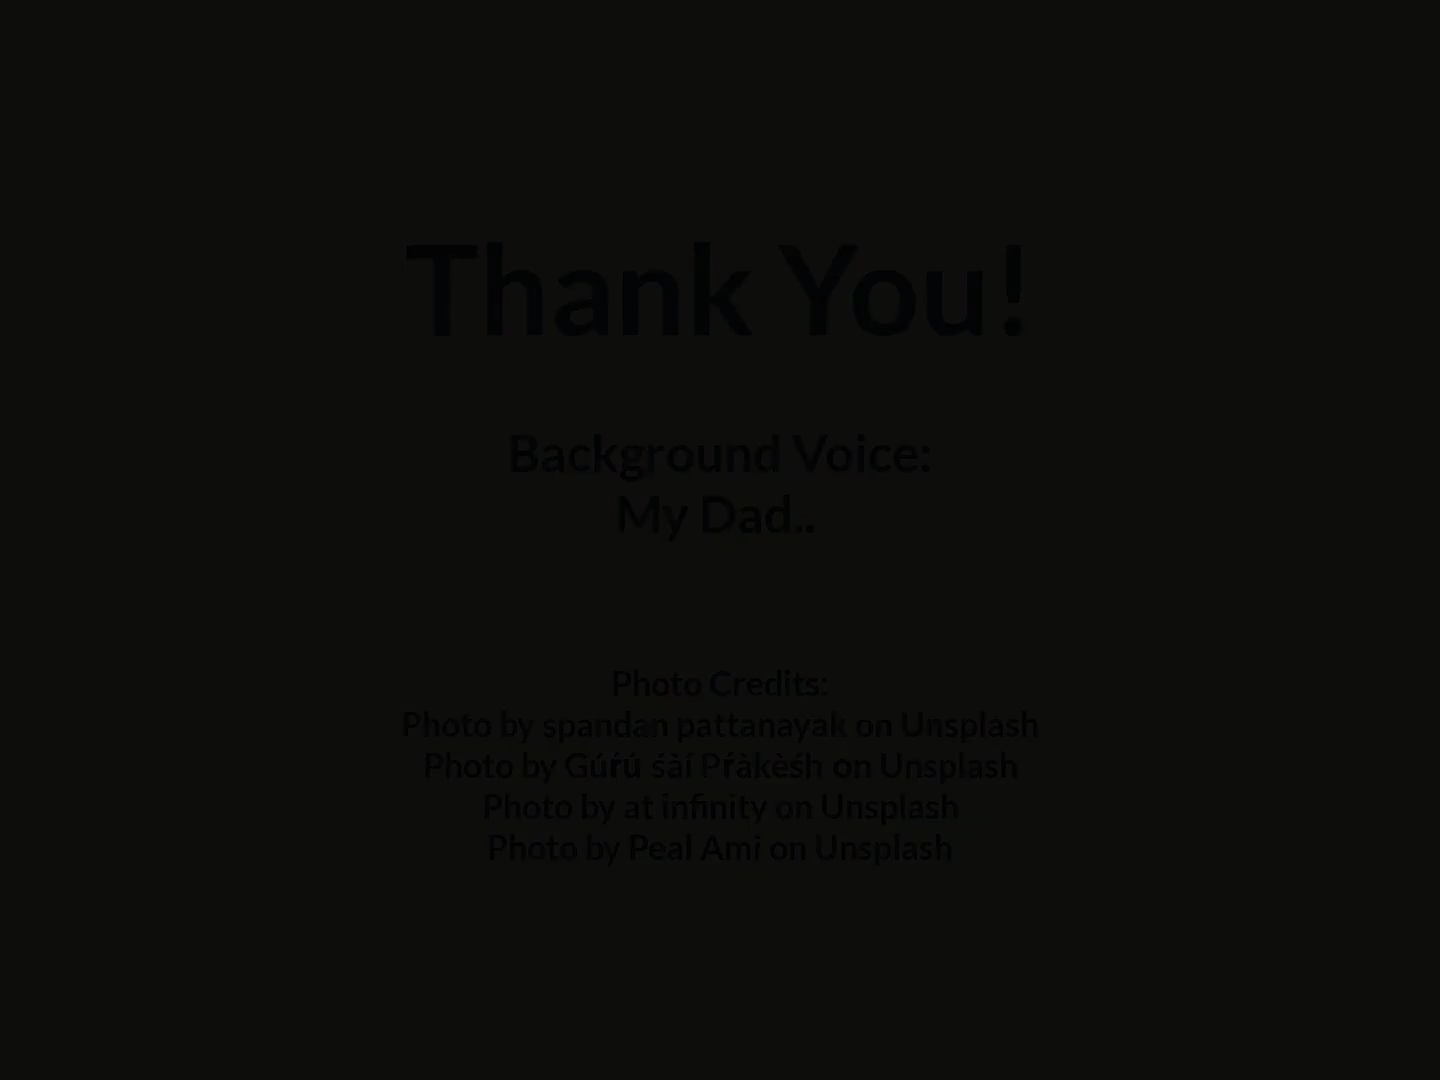 Thank You!
Background Voice:
My Dad..
Photo Credits:
Photo by spandan pattanayak on Unsplash
Photo by Gúŕú śàí Pŕàkèśh on Unsplash
Photo by at infinity on Unsplash
Photo by Peal Ami on Unsplash